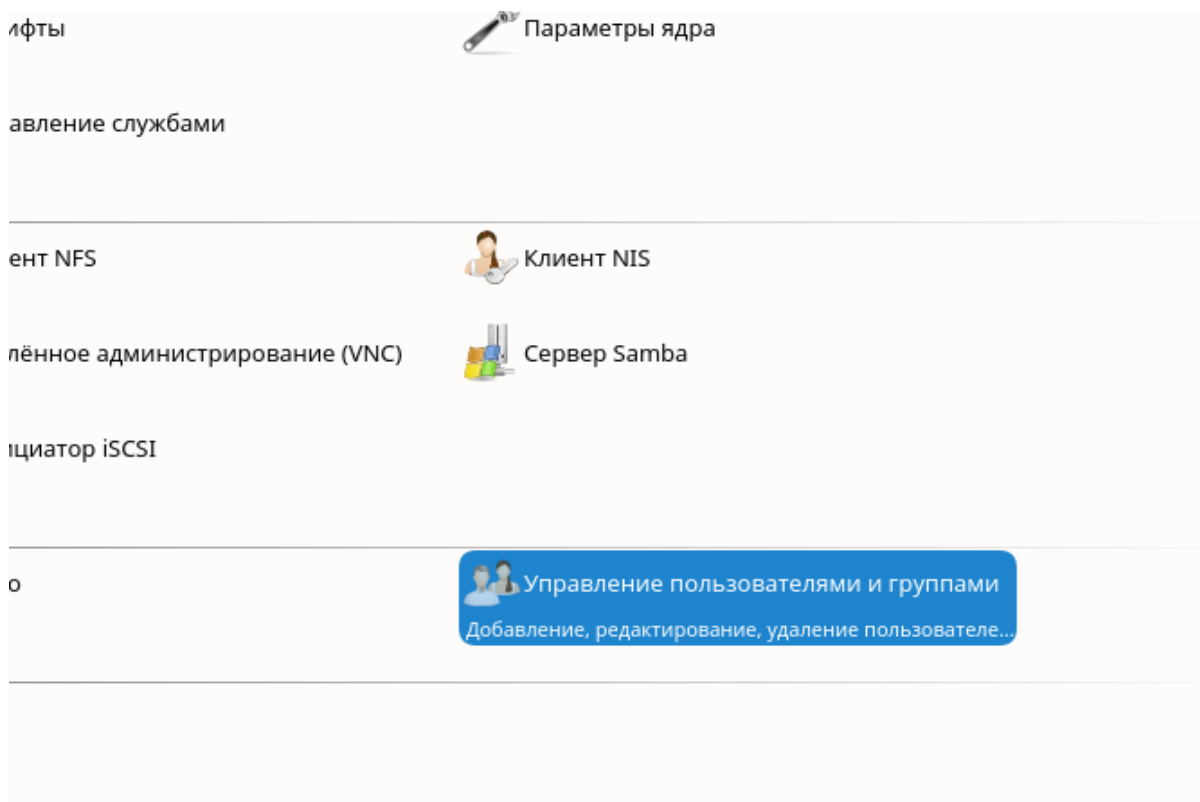 ифты
Параметры ядра
авление службами
ент NFS
Клиент NIS
лённое администрирование (VNC)
Сервер Samba
циатор iSCSI
о
Управление пользователями и группами
Добавление, редактирование, удаление пользователе...